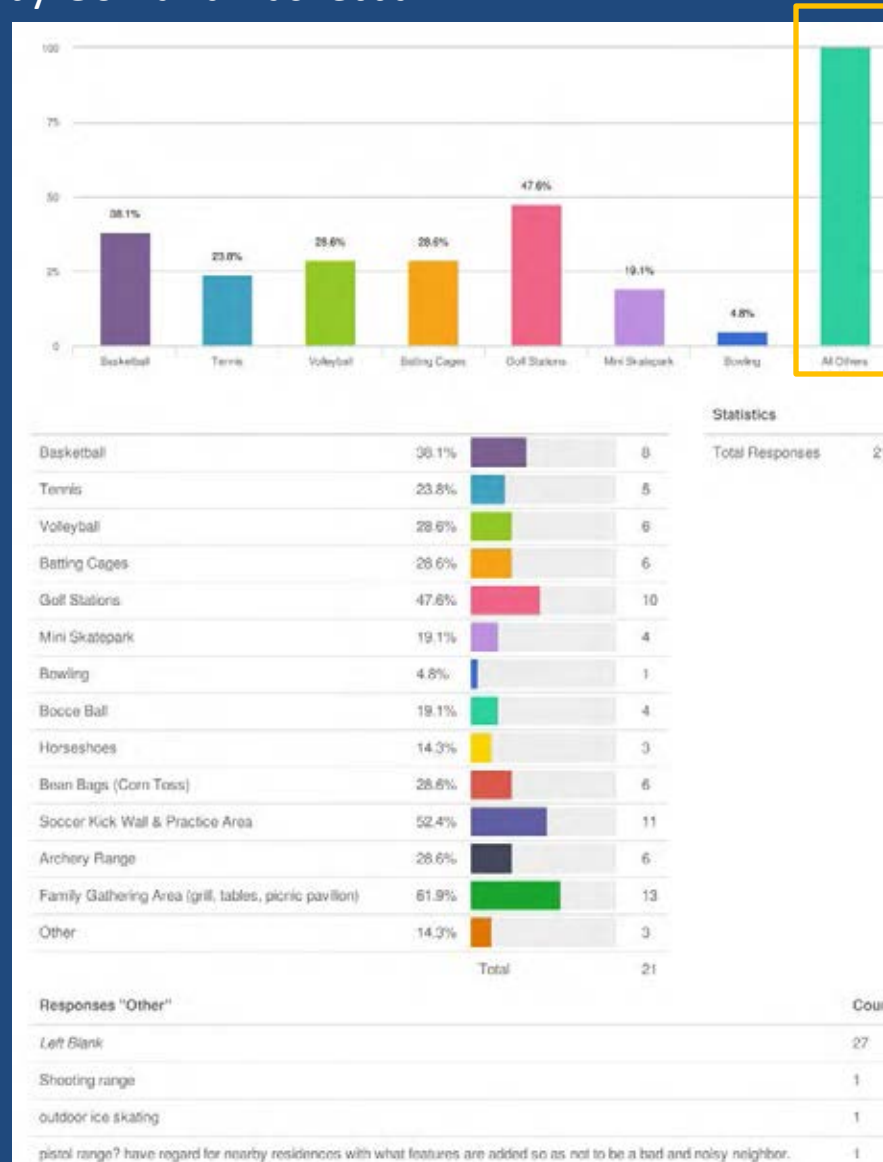 100
75
50
25
0
38.1%
23.8%
28.6%
28.6%
47.6%
19.1%
4.8%
Basketball
Tennis
Volleyball
Batting Cages
Golf Stations
Mini Skatepark
Bowling
All Others
Statistics
Total Responses
Basketball 38.1% 8
Tennis 23.8% 5
Volleyball 28.6% 6
Batting Cages 28.6% 6
Golf Stations 47.6% 10
Mini Skatepark 19.1% 4
Bowling 4.8% 1
Bocce Ball 19.1% 4
Horseshoes 14.3% 3
Bean Bags (Corn Toss) 28.6% 6
Soccer Kick Wall & Practice Area 52.4% 11
Archery Range 28.6% 6
Family Gathering Area (grill, tables, picnic pavilion) 61.9% 13
Other 14.3% 3
Total 21
Responses "Other"
Left Blank 27
Shooting range 1
outdoor ice skating 1
pistol range? have regard for nearby residences with what features are added so as not to be a bad and noisy neighbor. 1